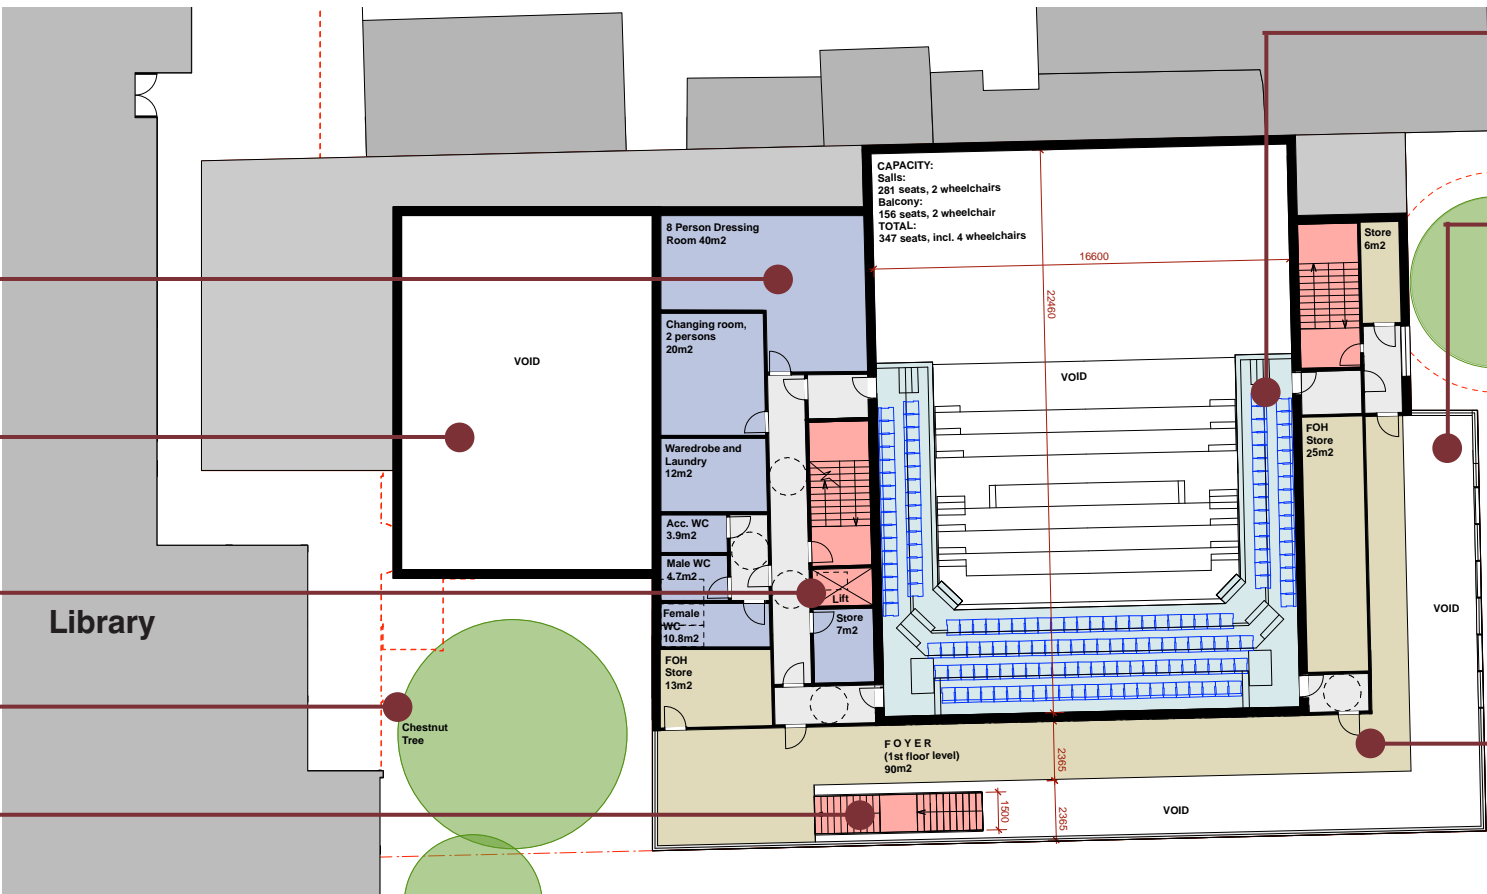 CAPACITY:
Salls:
281 seats, 2 wheelchairs
Balcony:
156 seats, 2 wheelchair
TOTAL:
347 seats, incl. 4 wheelchairs
8 Person Dressing
Room 40m2
Store
6m2
16600
22460
Changing room,
2 persons
20m2
VOID
VOID
FOH
Store
25m2
Waredrobe and
Laundry
12m2
Acc. WC
3.9m2
Male WC
4.7m2
Lift
Female
WC
10.8m2
Store
7m2
VOID
Library
FOH
Store
13m2
Chestnut
Tree
FOYER
(1st floor level)
90m2
2365
1500
2365
VOID